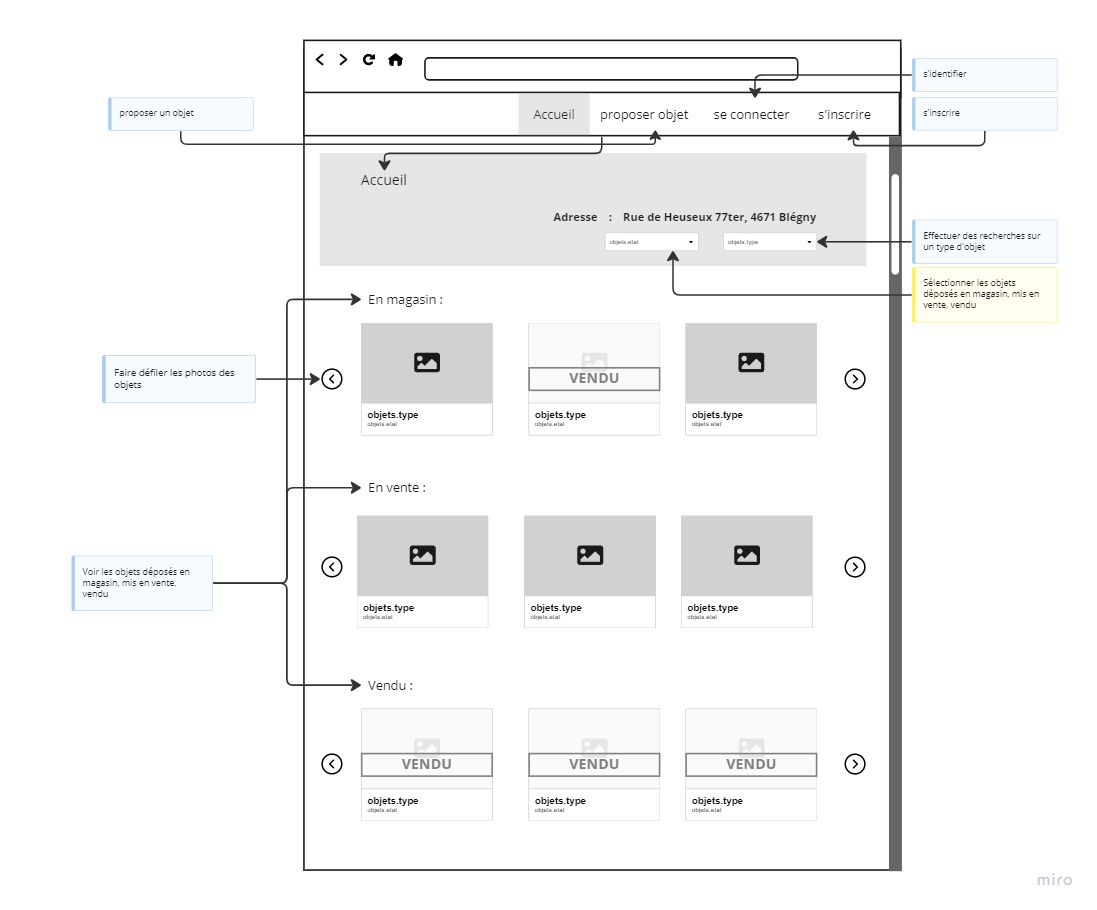 s'identifier
proposer un objet
s'inscrire
Accueil
proposer objet
se connecter
s'inscrire
Accueil
Adresse : Rue de Heuseux 77ter, 4671 Blégny
objets.etat
objets.type
Effectuer des recherches sur
un type d'objet
Sélectionner les objets
déposés en magasin, mis en
vente, vendu
En magasin :
Faire défiler les photos des
objets
VENDU
objets.type
objets.etat
objets.type
objets.etat
objets.type
objets.etat
En vente :
Voir les objets déposés en
magasin, mis en vente,
vendu
objets.type
objets.etat
objets.type
objets.etat
objets.type
objets.etat
Vendu :
VENDU
VENDU
VENDU
objets.type
objets.etat
objets.type
objets.etat
objets.type
objets.etat
miro